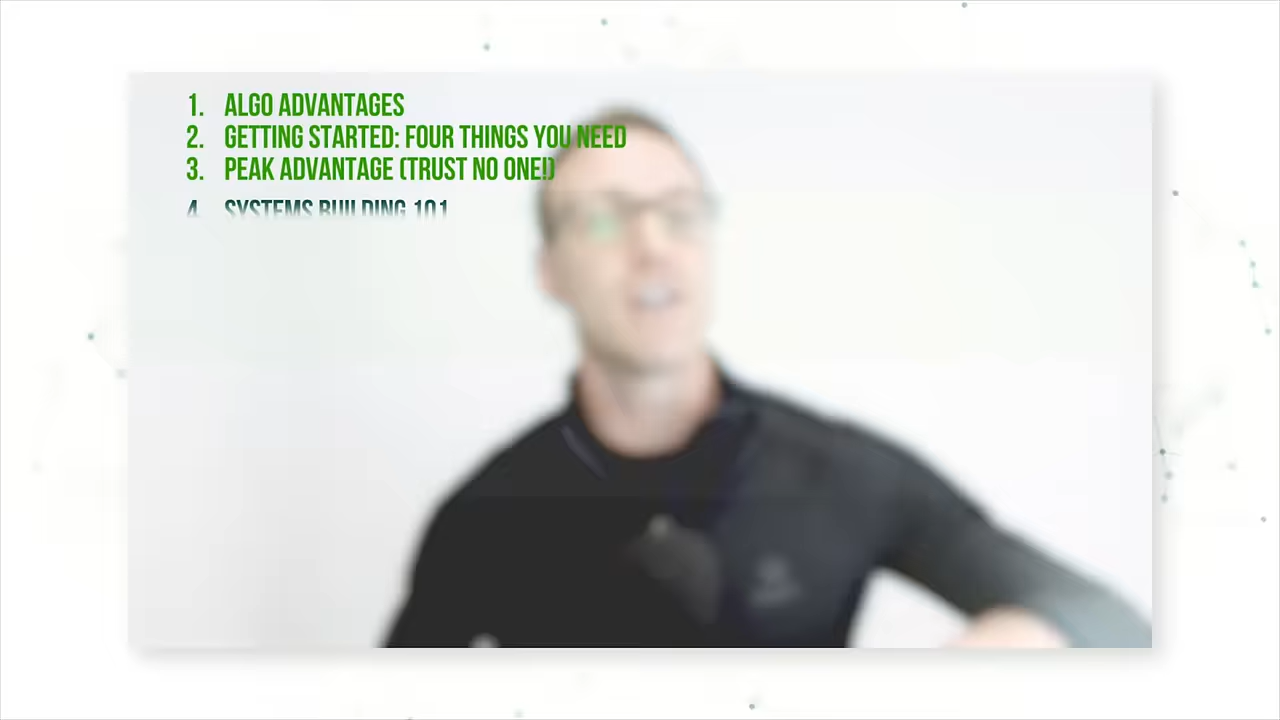 1. ALGO ADVANTAGES
2. GETTING STARTED: FOUR THINGS YOU NEED
3. PEAK ADVANTAGE (TRUST NO ONE!)
4. SYSTEMS BUILDING 101